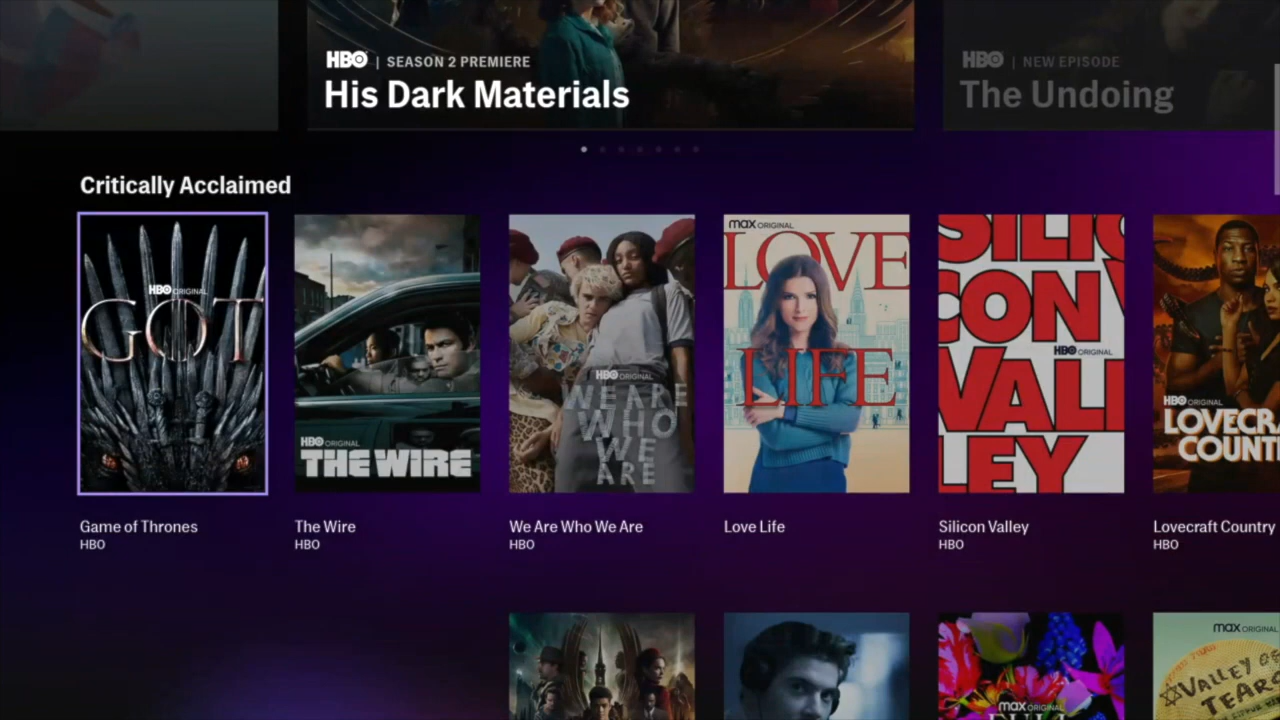 HBO | SEASON 2 PREMIERE
His Dark Materials
HBO | NEW EPISODE
The Undoing
Critically Acclaimed
HBO ORIGINAL
GOT
HBO ORIGINAL
THE WIRE
HBO ORIGINAL
WE ARE
WHO
WE
ARE
max ORIGINAL
LOVE
LIFE
SILIC
CON V
HBO ORIGINAL
VALL
LEY
HBO ORIGINAL
LOVECRA
COUNT
Game of Thrones
HBO
The Wire
HBO
We Are Who We Are
HBO
Love Life
Silicon Valley
HBO
Lovecraft Country
HBO
max ORIGINAL
max ORIGINAL
VALLEY OF
TEARS